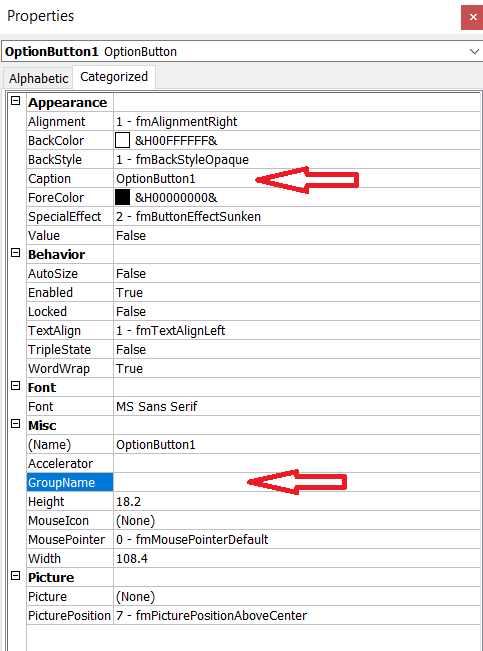 Properties
OptionButton1 OptionButton
Alphabetic Categorized
Appearance
Alignment 1 - fmAlignmentRight
BackColor &H00FFFFFF&
BackStyle 1 - fmBackStyleOpaque
Caption OptionButton1
ForeColor &H00000000&
SpecialEffect 2 - fmButtonEffectSunken
Value False
Behavior
AutoSize False
Enabled True
Locked False
TextAlign 1 - fmTextAlignLeft
TripleState False
WordWrap True
Font
Font MS Sans Serif
Misc
(Name) OptionButton1
Accelerator
GroupName
Height 18.2
MouseIcon (None)
MousePointer 0 - fmMousePointerDefault
Width 108.4
Picture
Picture (None)
PicturePosition 7 - fmPicturePositionAboveCenter